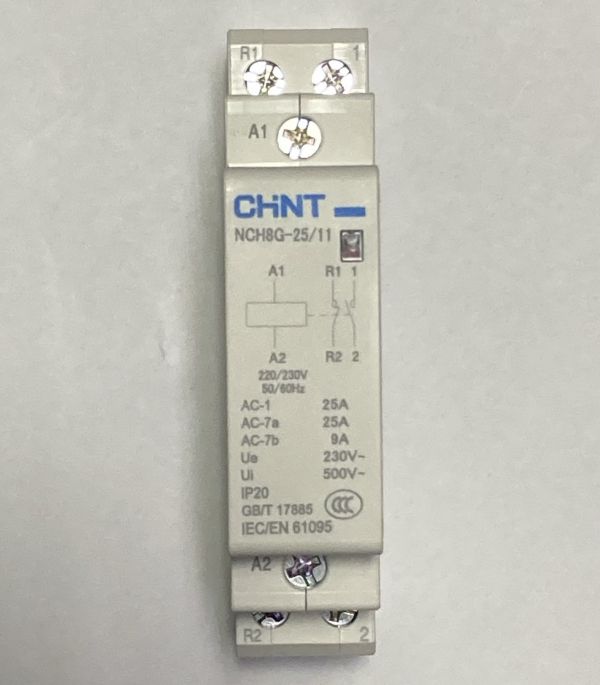 R1 1
A1
CHNT
NCH8G-25/11
A1 R1 1
A2 R2 2
220/230V
50/60Hz
AC-1 25A
AC-7a 25A
AC-7b 9A
Ue 230V~
Ui 500V~
IP20
GB/T 17885 CCC
IEC/EN 61095
A2
R2 2